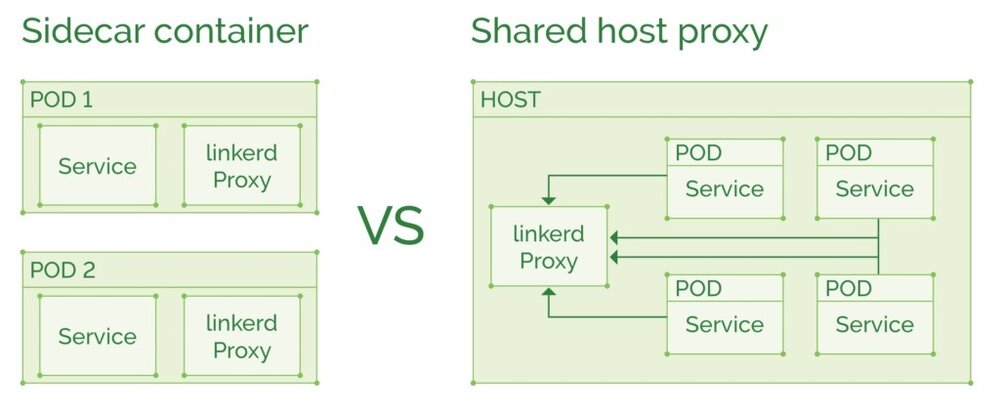 Sidecar container
POD 1
Service
linkerd
Proxy
POD 2
Service
linkerd
Proxy
VS
Shared host proxy
HOST
linkerd
Proxy
POD
Service
POD
Service
POD
Service
POD
Service